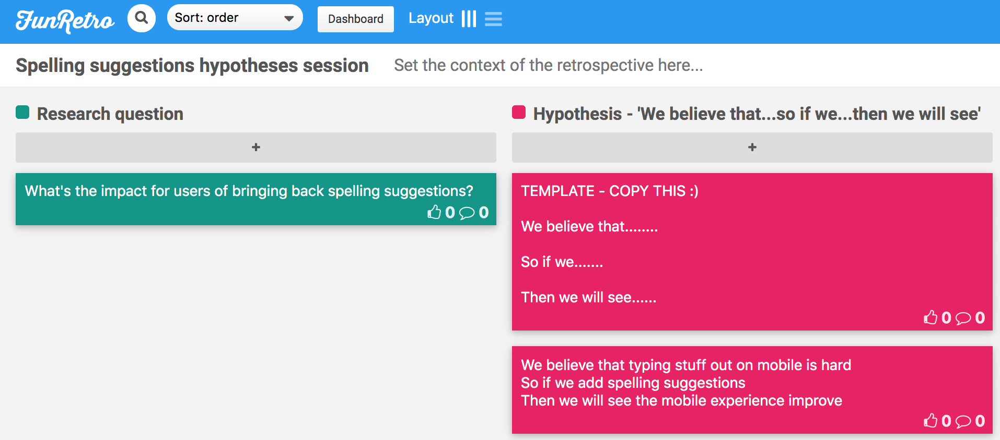 FunRetro
Sort: order
Dashboard
Layout
Spelling suggestions hypotheses session
Set the context of the retrospective here...
Research question
+
What's the impact for users of bringing back spelling suggestions?
0 0
Hypothesis - 'We believe that...so if we...then we will see'
+
TEMPLATE - COPY THIS :)
We believe that........
So if we.......
Then we will see......
0 0
We believe that typing stuff out on mobile is hard
So if we add spelling suggestions
Then we will see the mobile experience improve
0 0